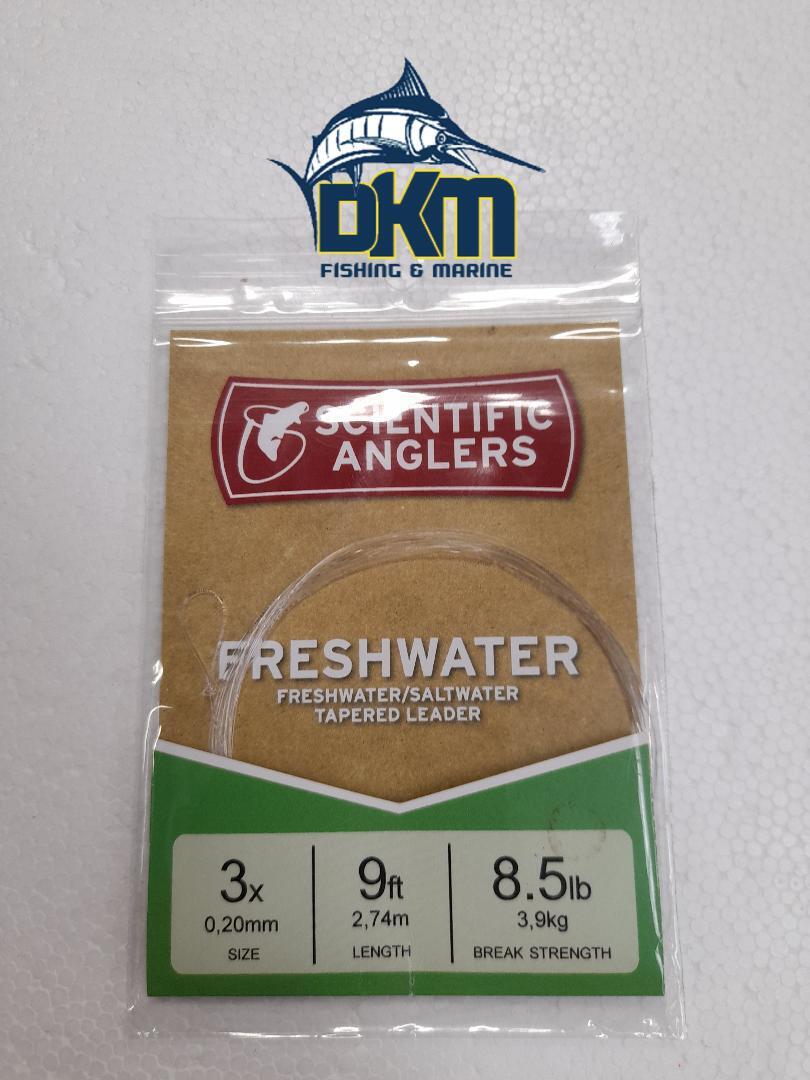 DKM
FISHING & MARINE
SCIENTIFIC
ANGLERS
FRESHWATER
FRESHWATER/SALTWATER
TAPERED LEADER
3x
0,20mm
SIZE
9ft
2,74m
LENGTH
8.5lb
3,9kg
BREAK STRENGTH